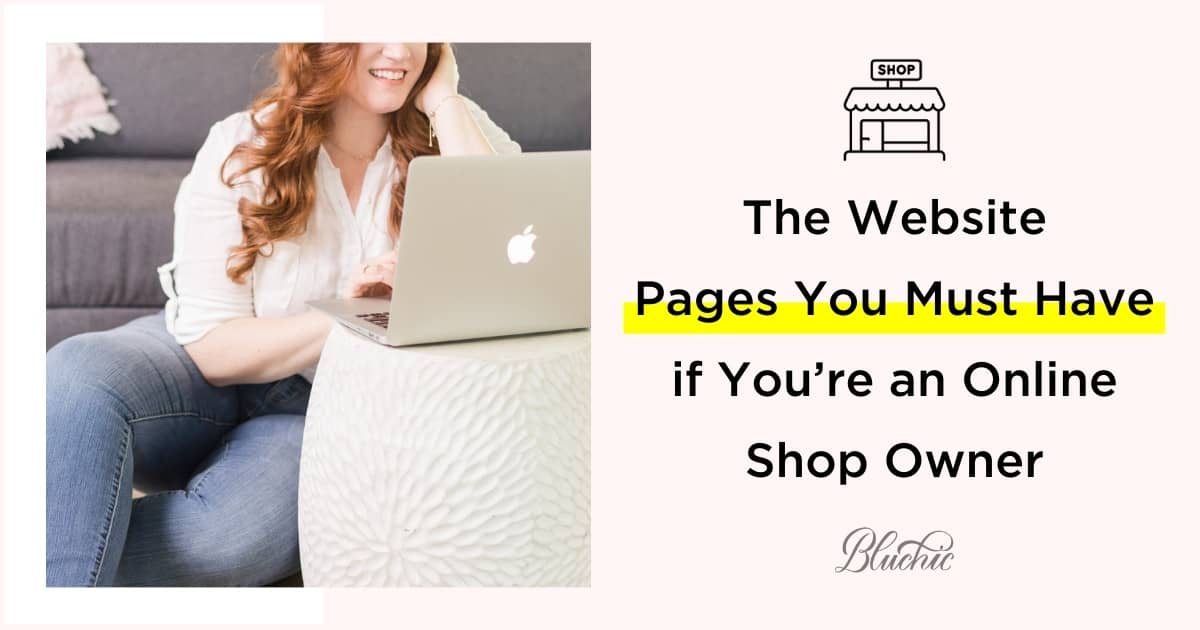 SHOP
The Website
Pages You Must Have
if You’re an Online
Shop Owner
Bluchic